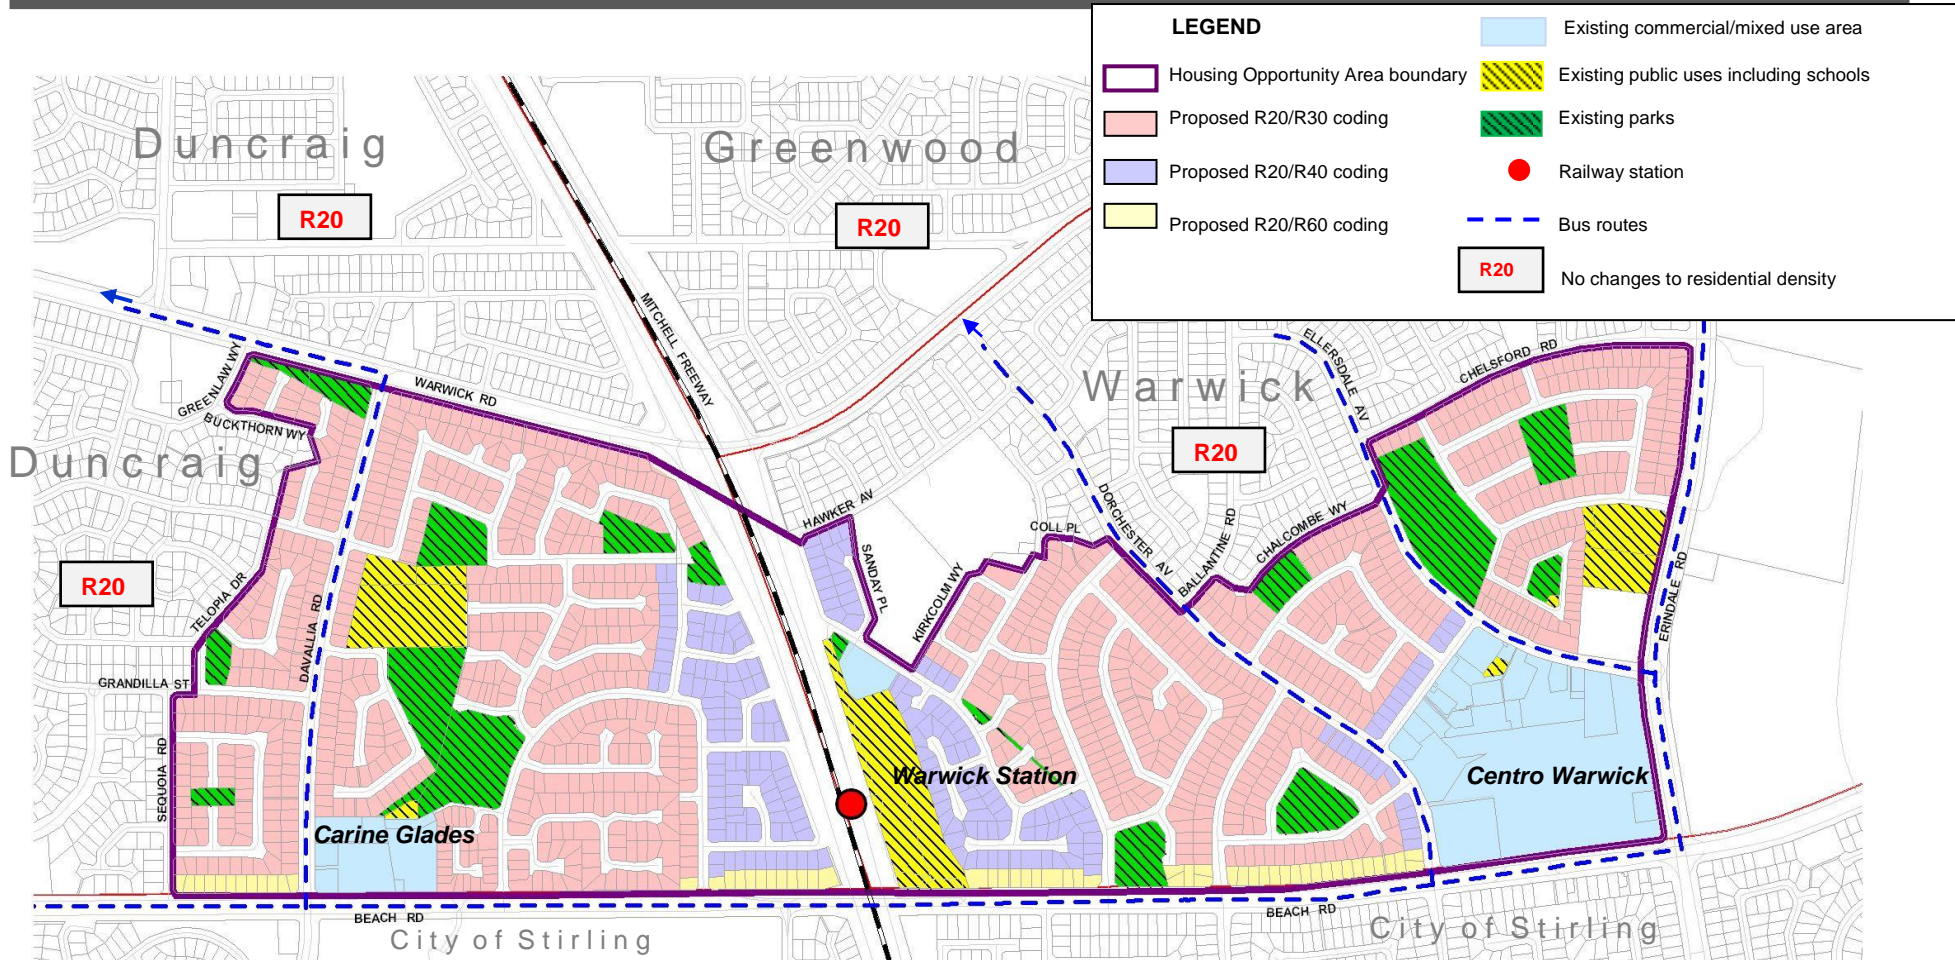 LEGEND
Existing commercial/mixed use area
Housing Opportunity Area boundary
Existing public uses including schools
Proposed R20/R30 coding
Existing parks
Proposed R20/R40 coding
Railway station
Proposed R20/R60 coding
Bus routes
R20
No changes to residential density
Duncraig
Greenwood
R20
R20
MITCHELL FREEWAY
GREENLAW WY
WARWICK RD
BUCKTHORN WY
Duncraig
Warwick
ELLERSDALE AV
CHELSFORD RD
R20
HAWKER AV
COLL PL
DORCHESTER AV
BALLANTINE RD
CHALCOMBE WY
SANDAY PL
KIRKCOLM WY
R20
TELOPIA DR
DAVALLIA RD
ERINDALE RD
GRANDILLA ST
SEQUOIA RD
Warwick Station
Centro Warwick
Carine Glades
BEACH RD
BEACH RD
City of Stirling
City of Stirling